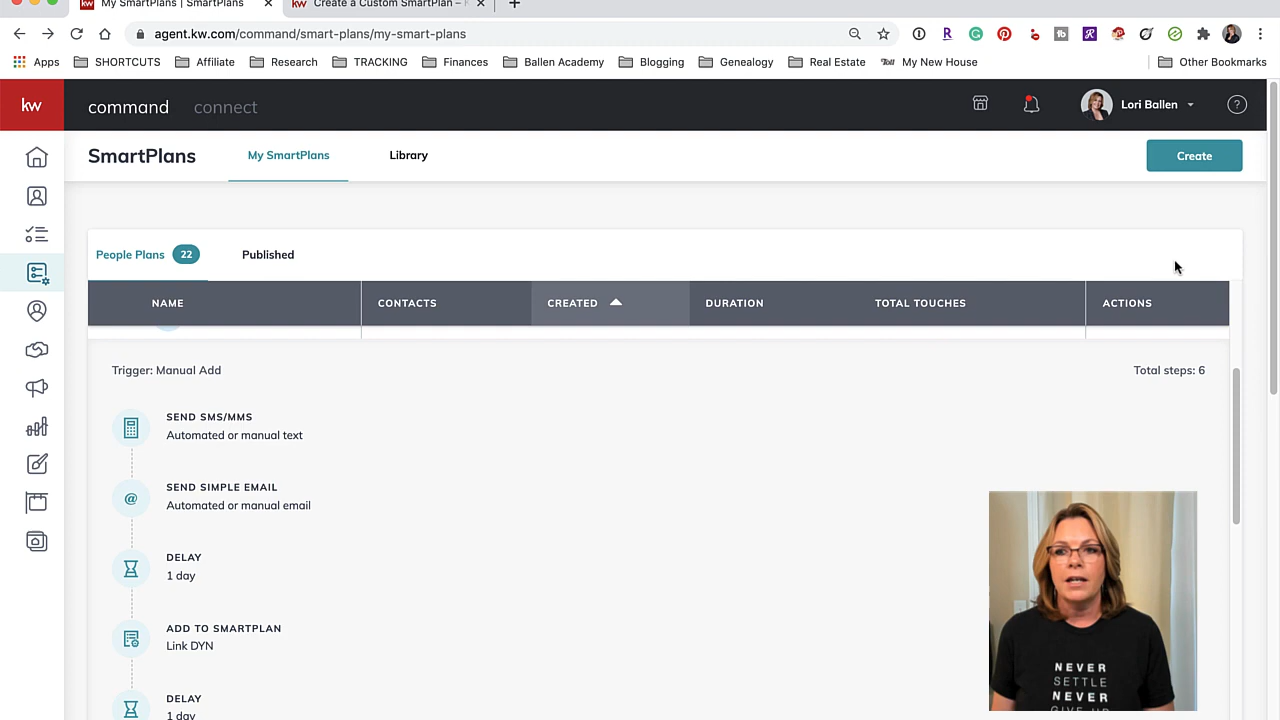 My SmartPlans | SmartPlans
Create a Custom SmartPlan –
agent.kw.com/command/smart-plans/my-smart-plans
Apps SHORTCUTS Affiliate Research TRACKING Finances Ballen Academy Blogging Genealogy Real Estate My New House Other Bookmarks
kw command connect Lori Ballen
SmartPlans My SmartPlans Library Create
People Plans 22 Published
NAME CONTACTS CREATED DURATION TOTAL TOUCHES ACTIONS
Trigger: Manual Add Total steps: 6
SEND SMS/MMS
Automated or manual text
SEND SIMPLE EMAIL
Automated or manual email
DELAY
1 day
ADD TO SMARTPLAN
Link DYN
DELAY
1 day
NEVER
SETTLE
NEVER
GIVE UP